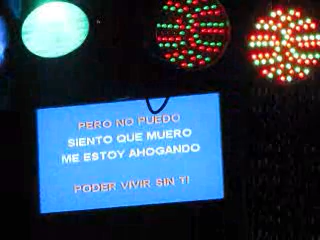 PERO NO PUEDO
SIENTO QUE MUERO
ME ESTOY AHOGANDO
PODER VIVIR SIN TI